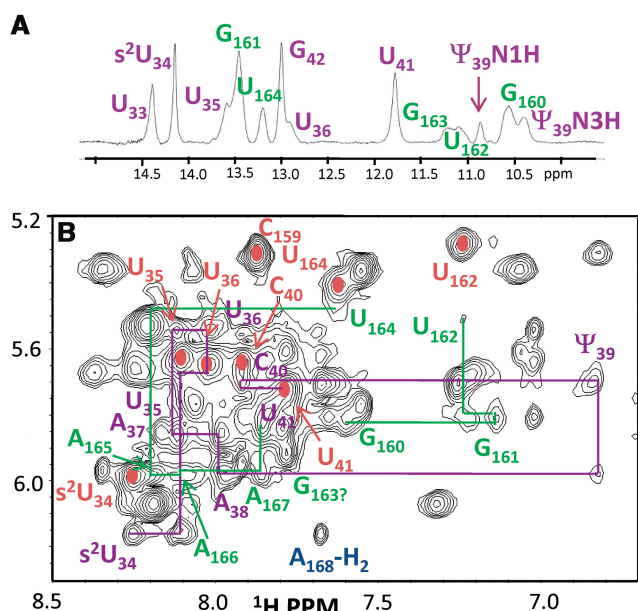 A
s²U₃₄
G₁₆₁
G₄₂
U₄₁
Ψ₃₉N1H
U₃₃
U₃₅
U₁₆₄
U₃₆
G₁₆₃
U₁₆₂
G₁₆₀
Ψ₃₉N3H
14.5 14.0 13.5 13.0 12.5 12.0 11.5 11.0 10.5 ppm
B
5.2
C₁₅₉
U₃₅
U₃₆
U₁₆₄
U₁₆₂
C₄₀
U₃₆
U₁₆₄
U₁₆₂
5.6
C₄₀
Ψ₃₉
U₃₅
U₄₁
A₃₇
G₁₆₀
G₁₆₁
A₁₆₅
U₄₁
6.0
s²U₃₄
A₃₈
A₁₆₇
G₁₆₃?
s²U₃₄
A₁₆₆
A₁₆₈-H₂
8.5 8.0 7.5 7.0
¹H PPM